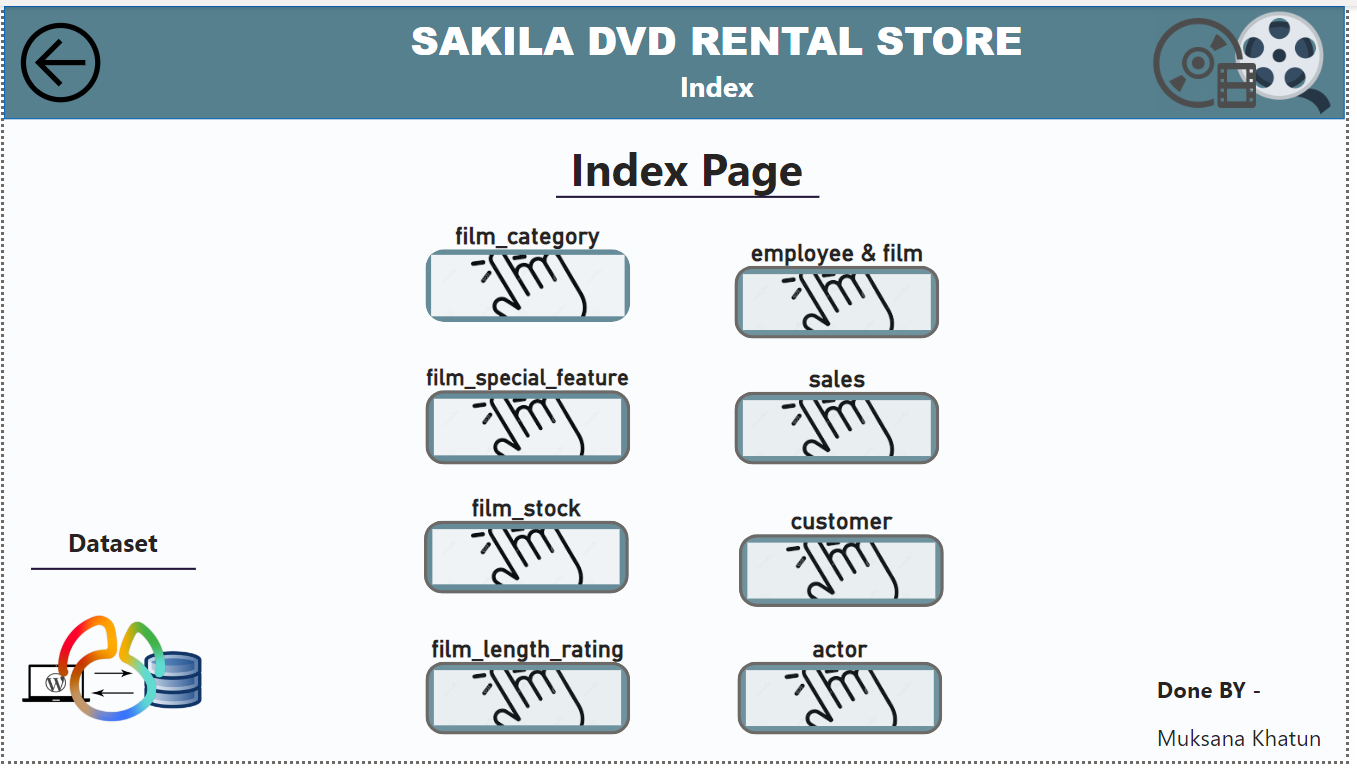 SAKILA DVD RENTAL STORE
Index
Index Page
film_category
employee & film
film_special_feature
sales
film_stock
customer
Dataset
film_length_rating
actor
W
Done BY -
Muksana Khatun